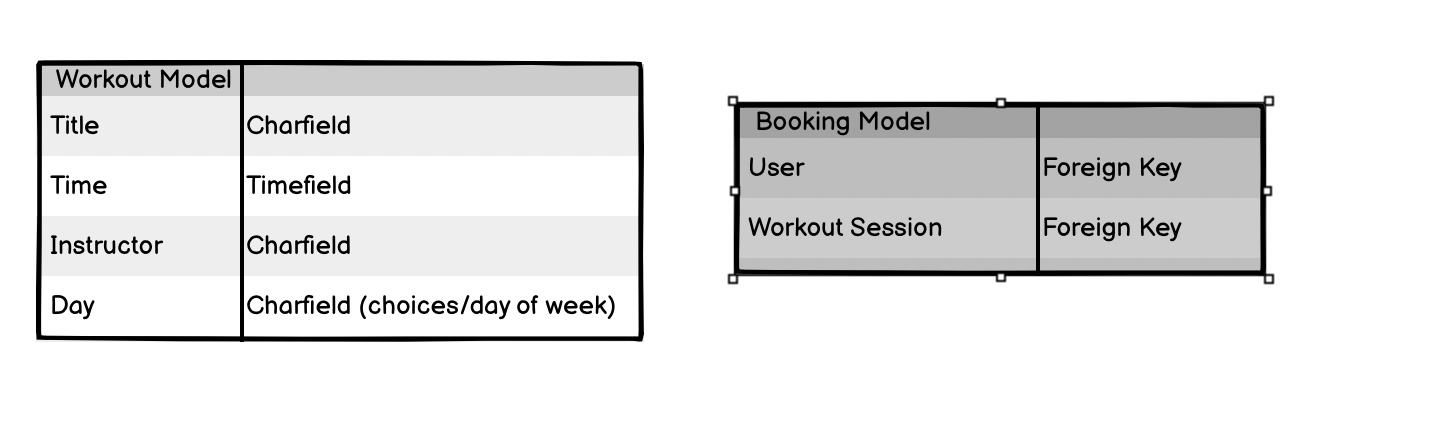 Workout Model
Title Charfield
Time Timefield
Instructor Charfield
Day Charfield (choices/day of week)
Booking Model
User Foreign Key
Workout Session Foreign Key